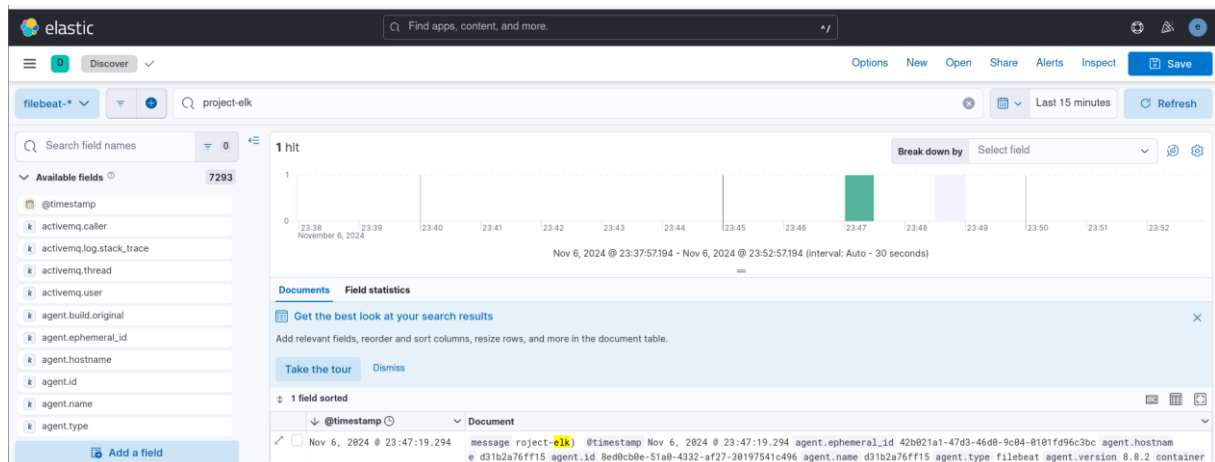 elastic
Find apps, content, and more.
^/
e
D Discover
Options New Open Share Alerts Inspect Save
filebeat-* project-elk Last 15 minutes Refresh
Search field names 0
Available fields 7293
@timestamp
k activemq.caller
k activemq.log.stack_trace
k activemq.thread
k activemq.user
k agent.build.original
k agent.ephemeral_id
k agent.hostname
k agent.id
k agent.name
k agent.type
Add a field
1 hit
Break down by Select field
1
0
23:38 23:39 23:40 23:41 23:42 23:43 23:44 23:45 23:46 23:47 23:48 23:49 23:50 23:51 23:52
November 6, 2024
Nov 6, 2024 @ 23:37:57.194 - Nov 6, 2024 @ 23:52:57.194 (interval: Auto - 30 seconds)
Documents Field statistics
Get the best look at your search results
Add relevant fields, reorder and sort columns, resize rows, and more in the document table.
Take the tour Dismiss
1 field sorted
@timestamp Document
Nov 6, 2024 @ 23:47:19.294 message roject-elk) @timestamp Nov 6, 2024 @ 23:47:19.294 agent.ephemeral_id 42b021a1-47d3-46d0-9c04-0101fd96c3bc agent.hostnam
e d31b2a76ff15 agent.id 8ed0cb0e-51a0-4332-af27-30197541c496 agent.name d31b2a76ff15 agent.type filebeat agent.version 8.8.2 container